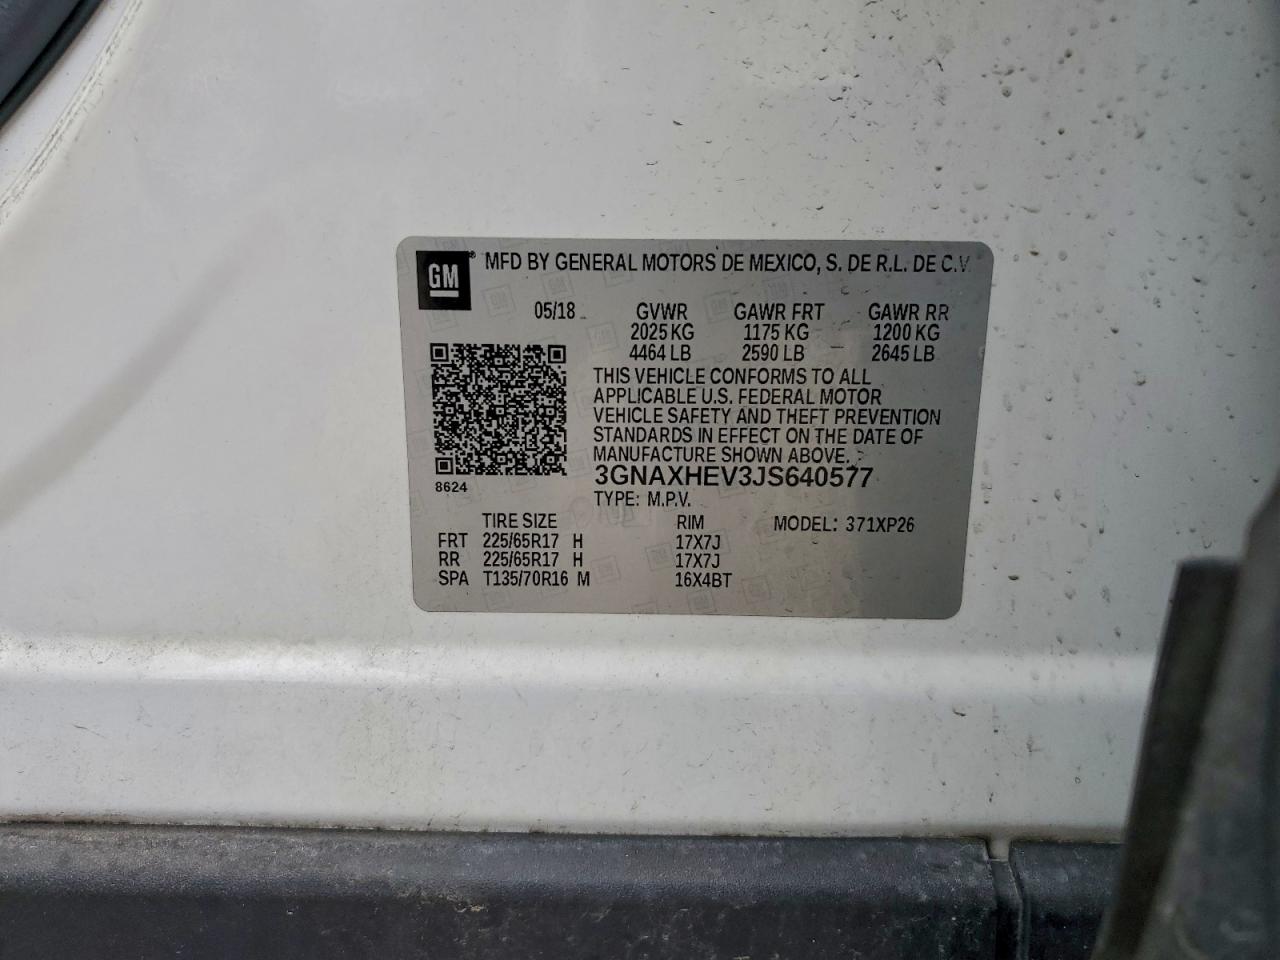 GM® MFD BY GENERAL MOTORS DE MEXICO, S. DE R.L. DE C.V.
05/18 GVWR GAWR FRT GAWR RR
2025 KG 1175 KG 1200 KG
4464 LB 2590 LB 2645 LB
THIS VEHICLE CONFORMS TO ALL
APPLICABLE U.S. FEDERAL MOTOR
VEHICLE SAFETY AND THEFT PREVENTION
STANDARDS IN EFFECT ON THE DATE OF
MANUFACTURE SHOWN ABOVE.
3GNAXHEV3JS640577
8624
TYPE: M.P.V.
TIRE SIZE RIM MODEL: 371XP26
FRT 225/65R17 H 17X7J
RR 225/65R17 H 17X7J
SPA T135/70R16 M 16X4BT